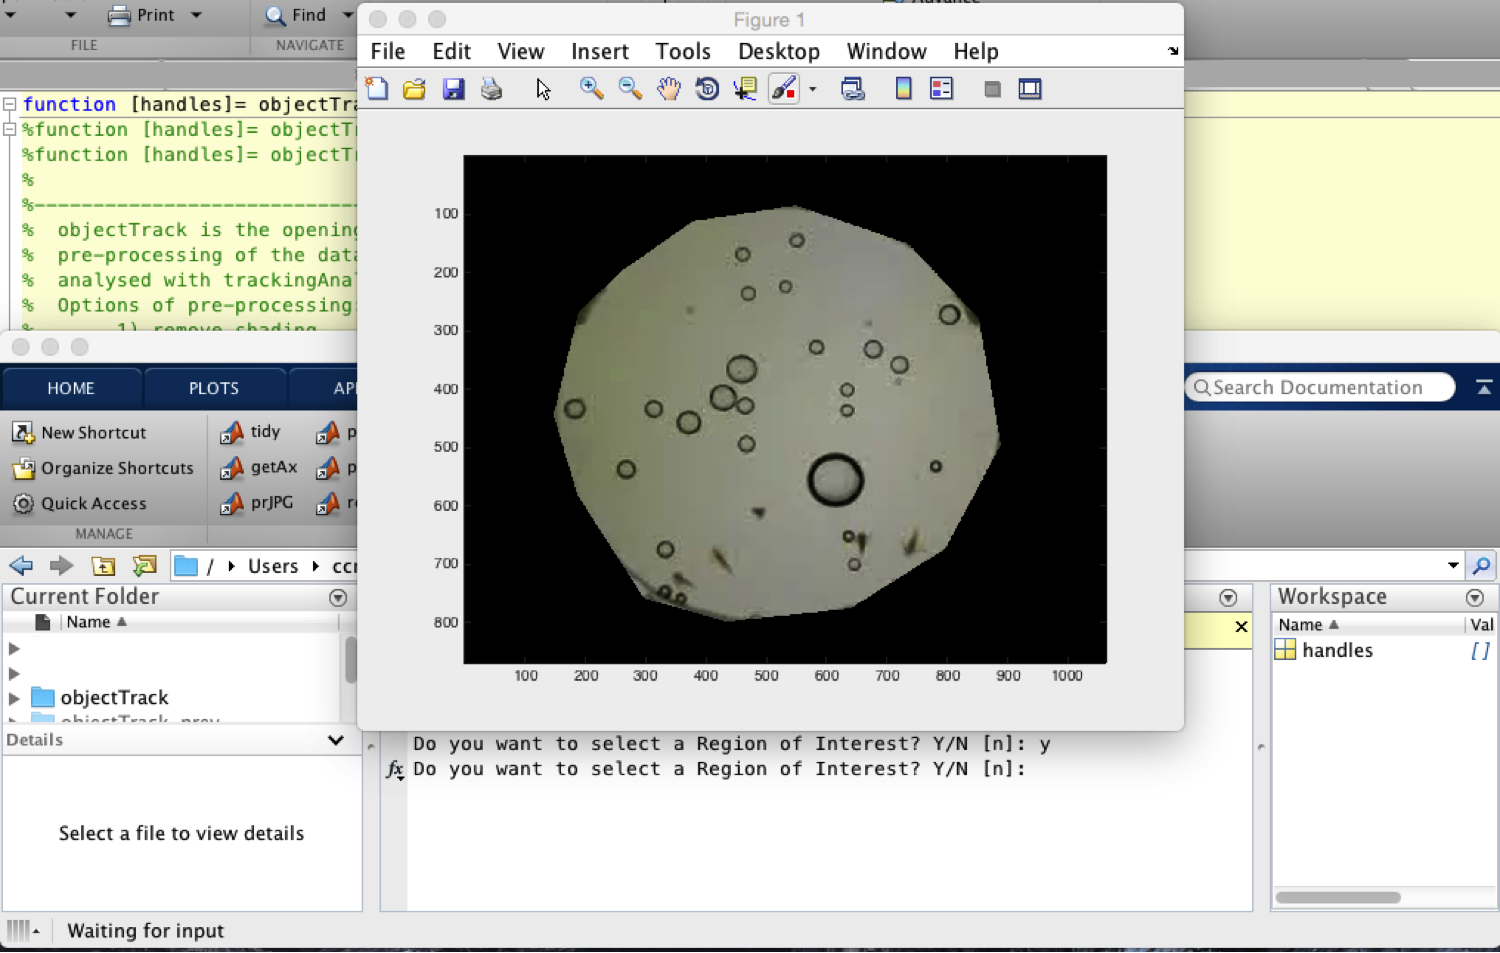 Print
Find
FILE
NAVIGATE
Figure 1
File Edit View Insert Tools Desktop Window Help
function [handles]= objectTra
%function [handles]= objectT
%function [handles]= objectT
%
%---------------------------
% objectTrack is the opening
% pre-processing of the data
% analysed with trackingAnal
% Options of pre-processing:
% 1) remove shading
100
200
300
400
500
600
700
800
100 200 300 400 500 600 700 800 900 1000
HOME PLOTS AP
Search Documentation
New Shortcut
Organize Shortcuts
Quick Access
MANAGE
tidy
getAx
prJPG
p
p
r
/ Users ccr
Current Folder
Name
objectTrack
objectTrack_prev
Details
Select a file to view details
Do you want to select a Region of Interest? Y/N [n]: y
fx Do you want to select a Region of Interest? Y/N [n]:
Workspace
Name Val
handles []
Waiting for input